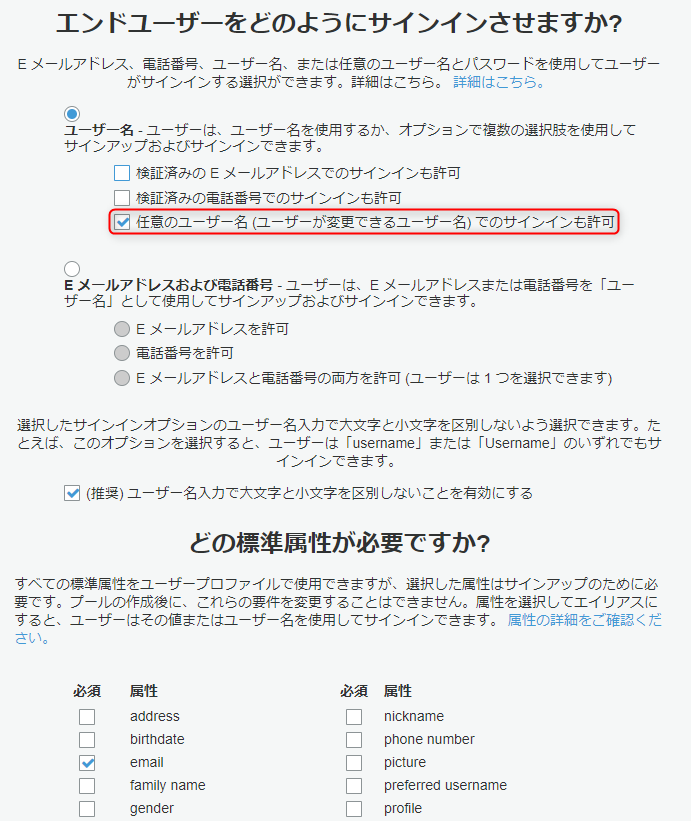 エンドユーザーをどのようにサインインさせますか?
E メールアドレス、電話番号、ユーザー名、または任意のユーザー名とパスワードを使用してユーザー
がサインインする選択ができます。詳細はこちら。 詳細はこちら。
ユーザー名 - ユーザーは、ユーザー名を使用するか、オプションで複数の選択肢を使用して
サインアップおよびサインインできます。
検証済みの E メールアドレスでのサインインも許可
検証済みの電話番号でのサインインも許可
任意のユーザー名 (ユーザーが変更できるユーザー名) でのサインインも許可
E メールアドレスおよび電話番号 - ユーザーは、E メールアドレスまたは電話番号を「ユー
ザー名」として使用してサインアップおよびサインインできます。
E メールアドレスを許可
電話番号を許可
E メールアドレスと電話番号の両方を許可 (ユーザーは 1 つを選択できます)
選択したサインインオプションのユーザー名入力で大文字と小文字を区別しないよう選択できます。た
とえば、このオプションを選択すると、ユーザーは「username」または「Username」のいずれでもサ
インインできます。
(推奨) ユーザー名入力で大文字と小文字を区別しないことを有効にする
どの標準属性が必要ですか?
すべての標準属性をユーザープロファイルで使用できますが、選択した属性はサインアップのために必
要です。プールの作成後に、これらの要件を変更することはできません。属性を選択してエイリアスに
すると、ユーザーはその値またはユーザー名を使用してサインインできます。 属性の詳細をご確認くだ
さい。
必須 属性 必須 属性
address nickname
birthdate phone number
email picture
family name preferred username
gender profile